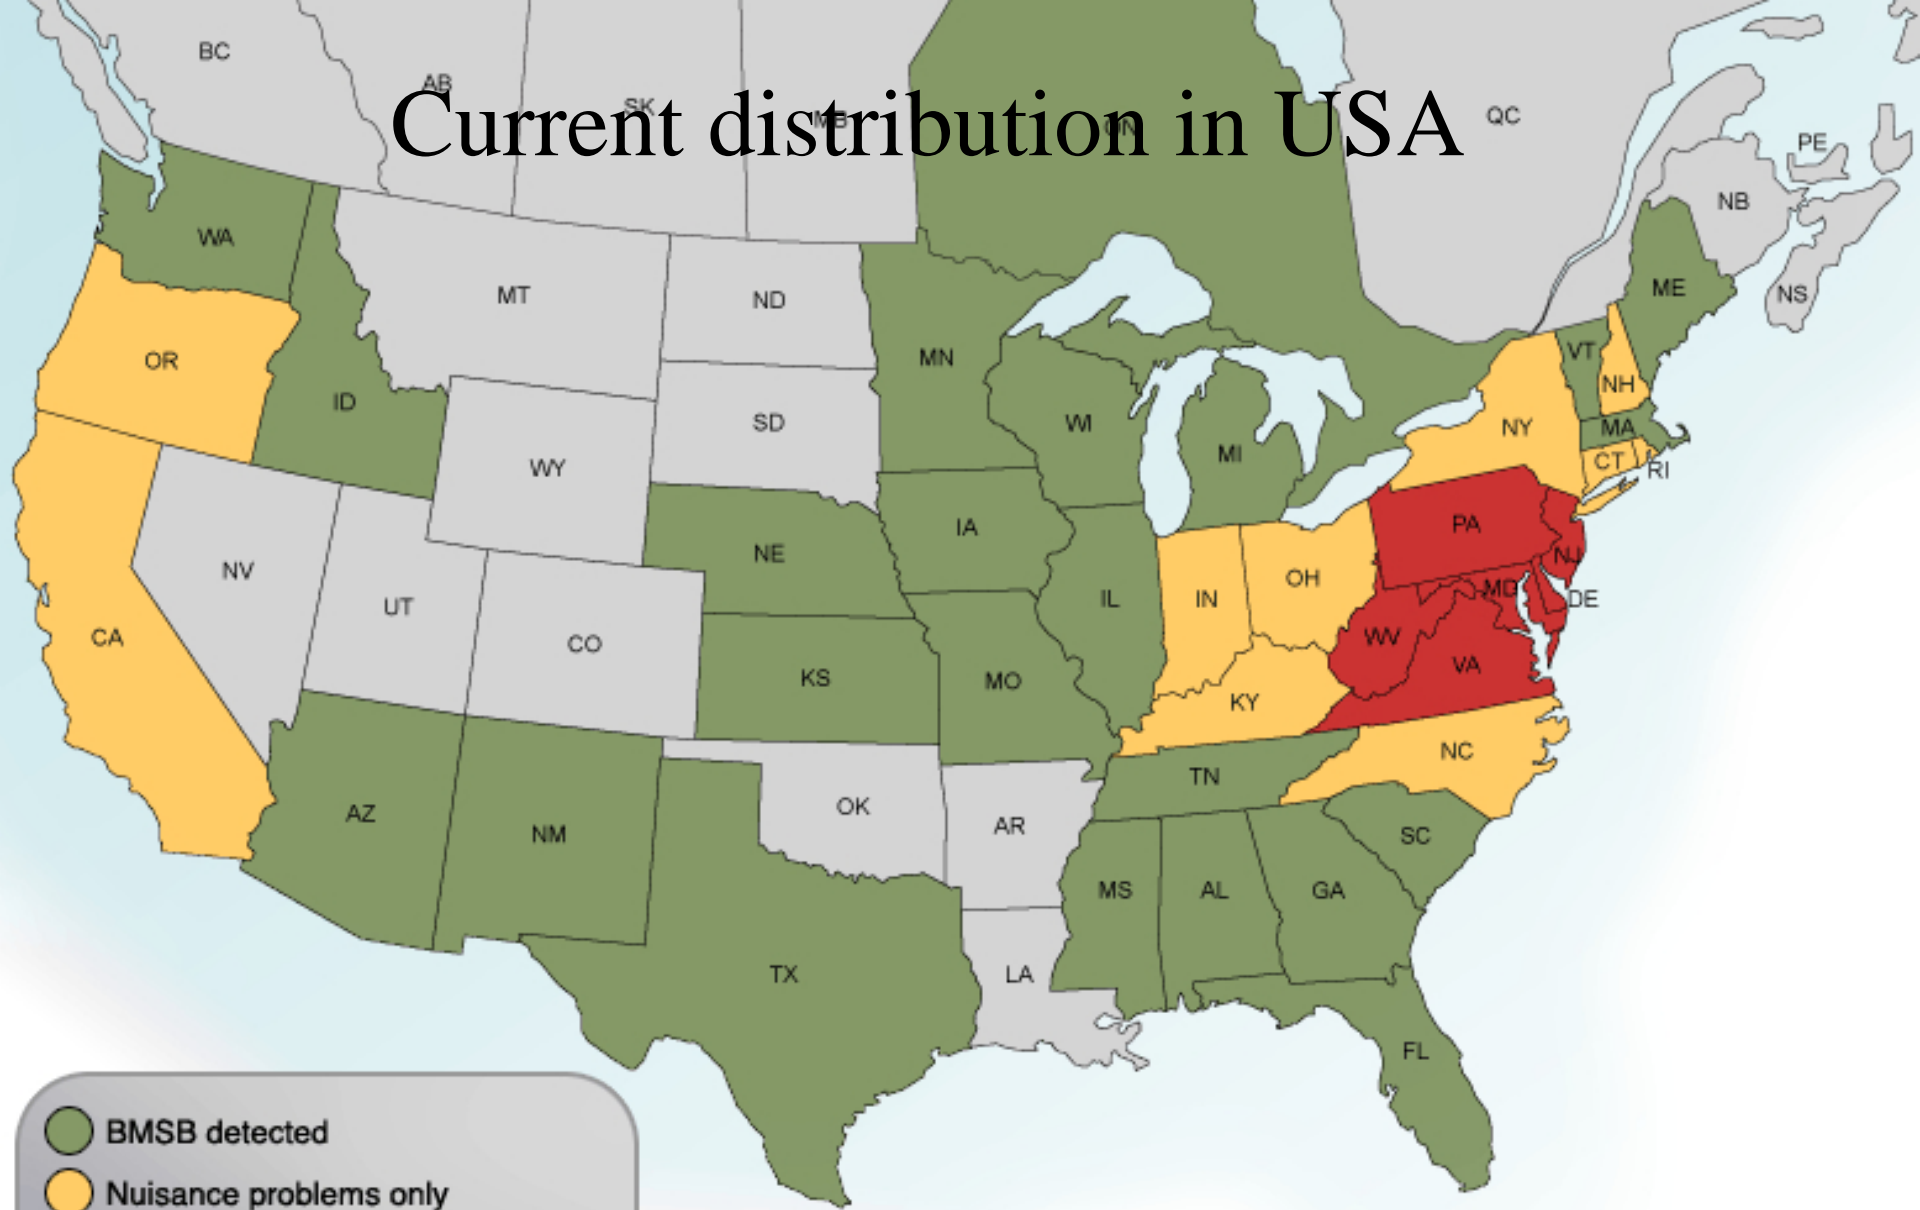 BC
AB
SK
MB
ON
QC
PE
NB
NS
Current distribution in USA
WA
MT
ND
MN
ME
OR
ID
SD
WI
MI
VT
NH
NY
MA
CT
RI
WY
NE
IA
PA
NJ
NV
UT
CO
IL
IN
OH
MD
DE
CA
KS
MO
WV
VA
KY
NC
AZ
NM
OK
AR
TN
SC
MS
AL
GA
TX
LA
FL
BMSB detected
Nuisance problems only